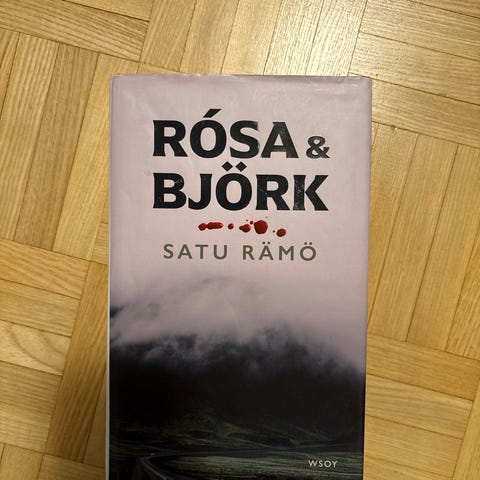 RÓSA &
BJÖRK
SATU RÄMÖ
WSOY